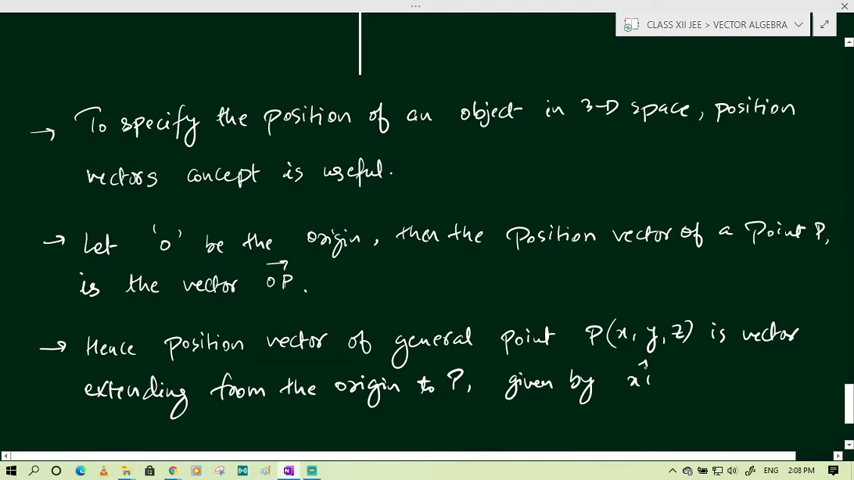 CLASS XII JEE > VECTOR ALGEBRA
→ To specify the position of an object in 3-D space, position
vectors concept is useful.
→ Let 'O' be the origin, then the Position vector of a Point P,
is the vector \(\overrightarrow{OP}\).
→ Hence position vector of general point P(x, y, z) is vector
extending from the origin to P, given by xî
ENG 2:08 PM